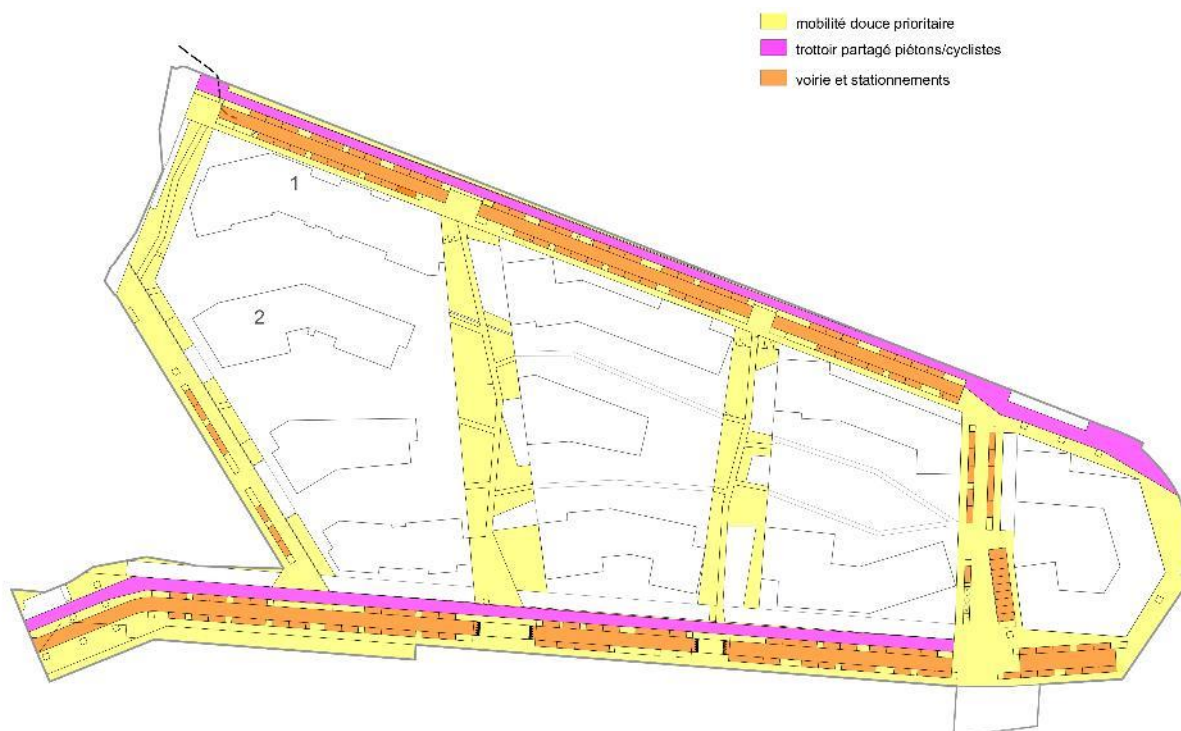 mobilité douce prioritaire
trottoir partagé piétons/cyclistes
voirie et stationnements
1
2